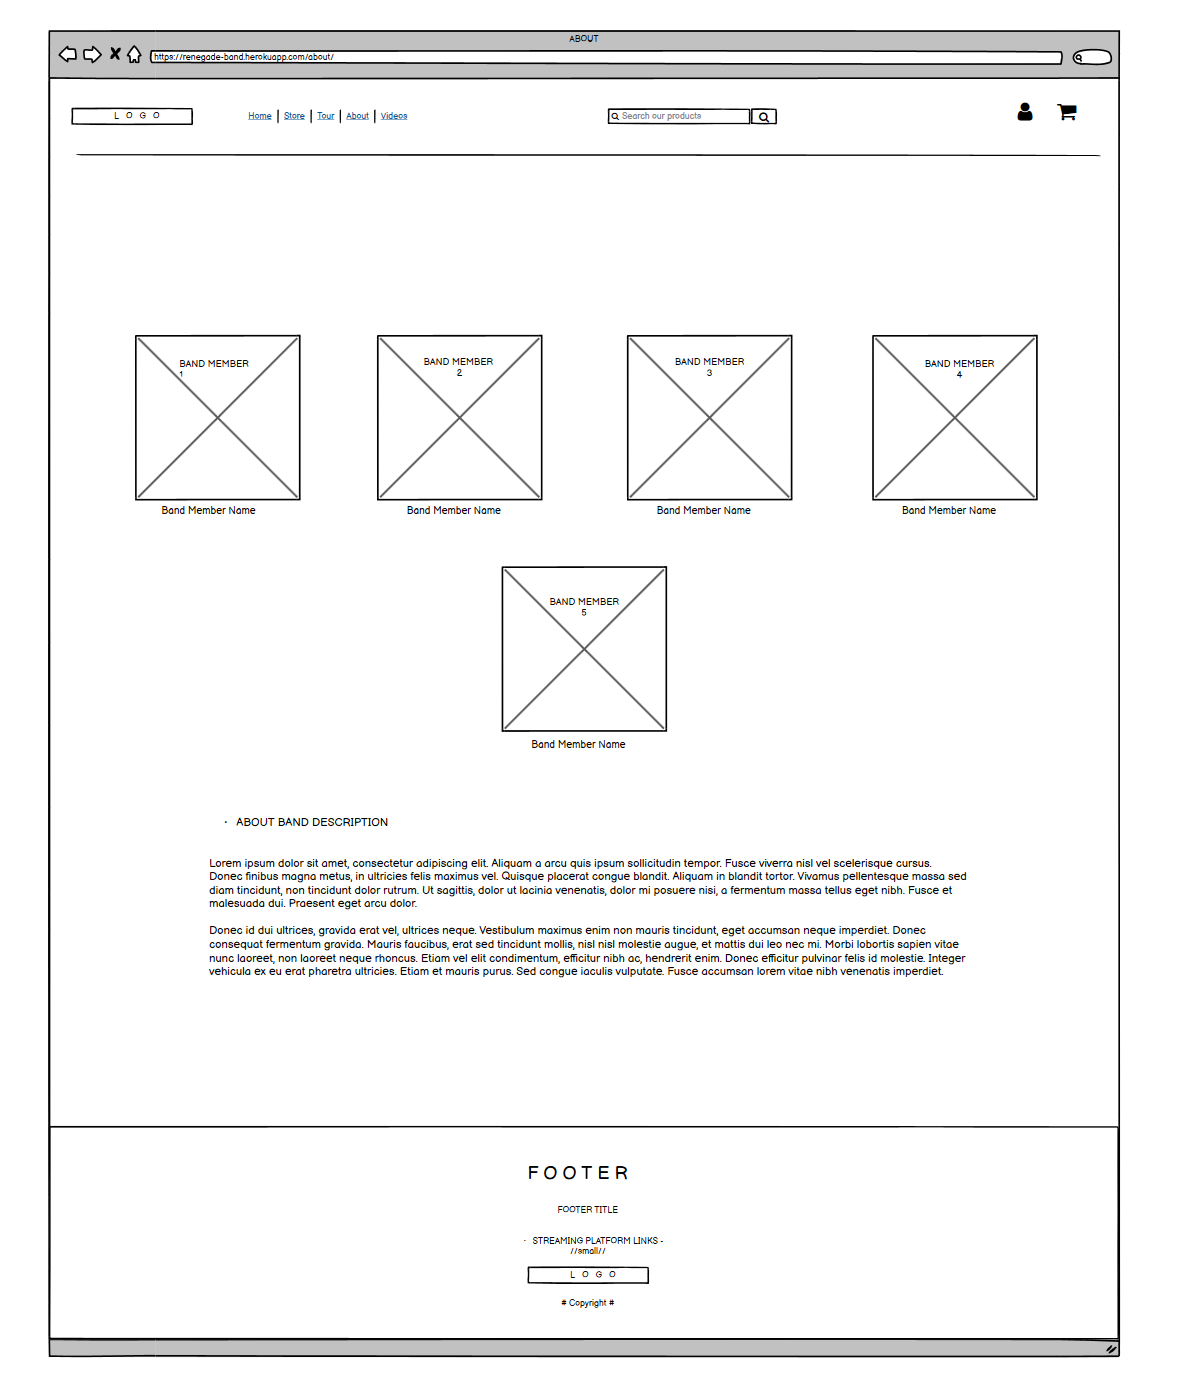 ABOUT
https://renegade-band.herokuapp.com/about/
L O G O
Home | Store | Tour | About | Videos
Search our products
BAND MEMBER
1
BAND MEMBER
2
BAND MEMBER
3
BAND MEMBER
4
Band Member Name
Band Member Name
Band Member Name
Band Member Name
BAND MEMBER
5
Band Member Name
· ABOUT BAND DESCRIPTION
Lorem ipsum dolor sit amet, consectetur adipiscing elit. Aliquam a arcu quis ipsum sollicitudin tempor. Fusce viverra nisl vel scelerisque cursus.
Donec finibus magna metus, in ultricies felis maximus vel. Quisque placerat congue blandit. Aliquam in blandit tortor. Vivamus pellentesque massa sed
diam tincidunt, non tincidunt dolor rutrum. Ut sagittis, dolor ut lacinia venenatis, dolor mi posuere nisi, a fermentum massa tellus eget nibh. Fusce et
malesuada dui. Praesent eget arcu dolor.
Donec id dui ultrices, gravida erat vel, ultrices neque. Vestibulum maximus enim non mauris tincidunt, eget accumsan neque imperdiet. Donec
consequat fermentum gravida. Mauris faucibus, erat sed tincidunt mollis, nisl nisl molestie augue, et mattis dui leo nec mi. Morbi lobortis sapien vitae
nunc laoreet, non laoreet neque rhoncus. Etiam vel elit condimentum, efficitur nibh ac, hendrerit enim. Donec efficitur pulvinar felis id molestie. Integer
vehicula ex eu erat pharetra ultricies. Etiam et mauris purus. Sed congue iaculis vulputate. Fusce accumsan lorem vitae nibh venenatis imperdiet.
FOOTER
FOOTER TITLE
· STREAMING PLATFORM LINKS -
//small//
L O G O
# Copyright #